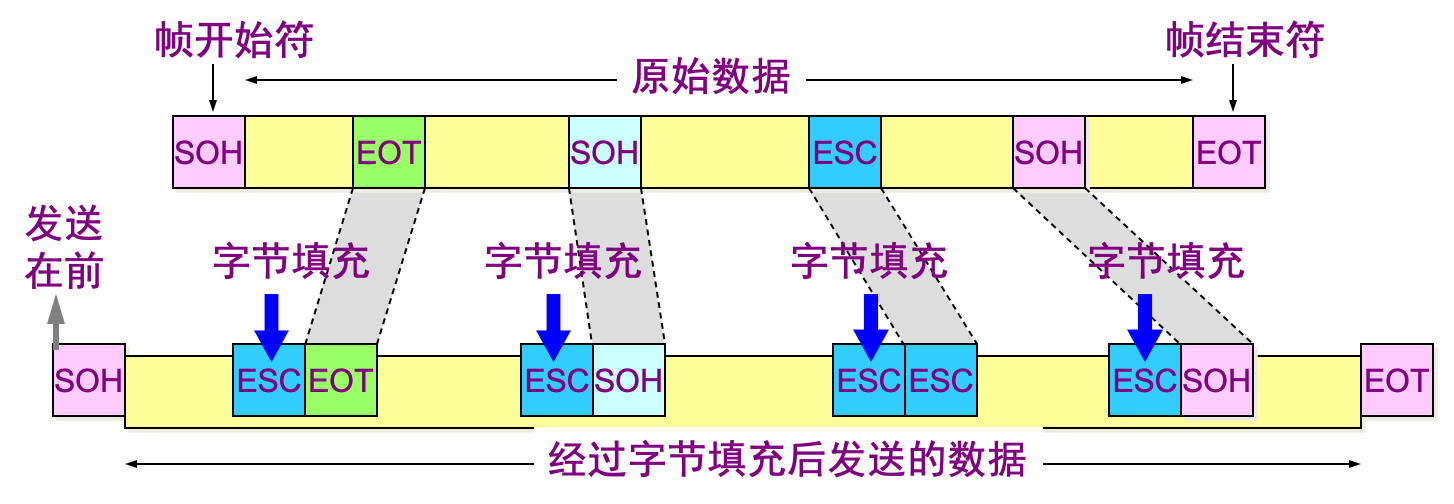 帧开始符
帧结束符
原始数据
SOH EOT SOH ESC SOH EOT
发送
在前
字节填充 字节填充 字节填充 字节填充
SOH ESC EOT ESC SOH ESC ESC ESC SOH EOT
经过字节填充后发送的数据